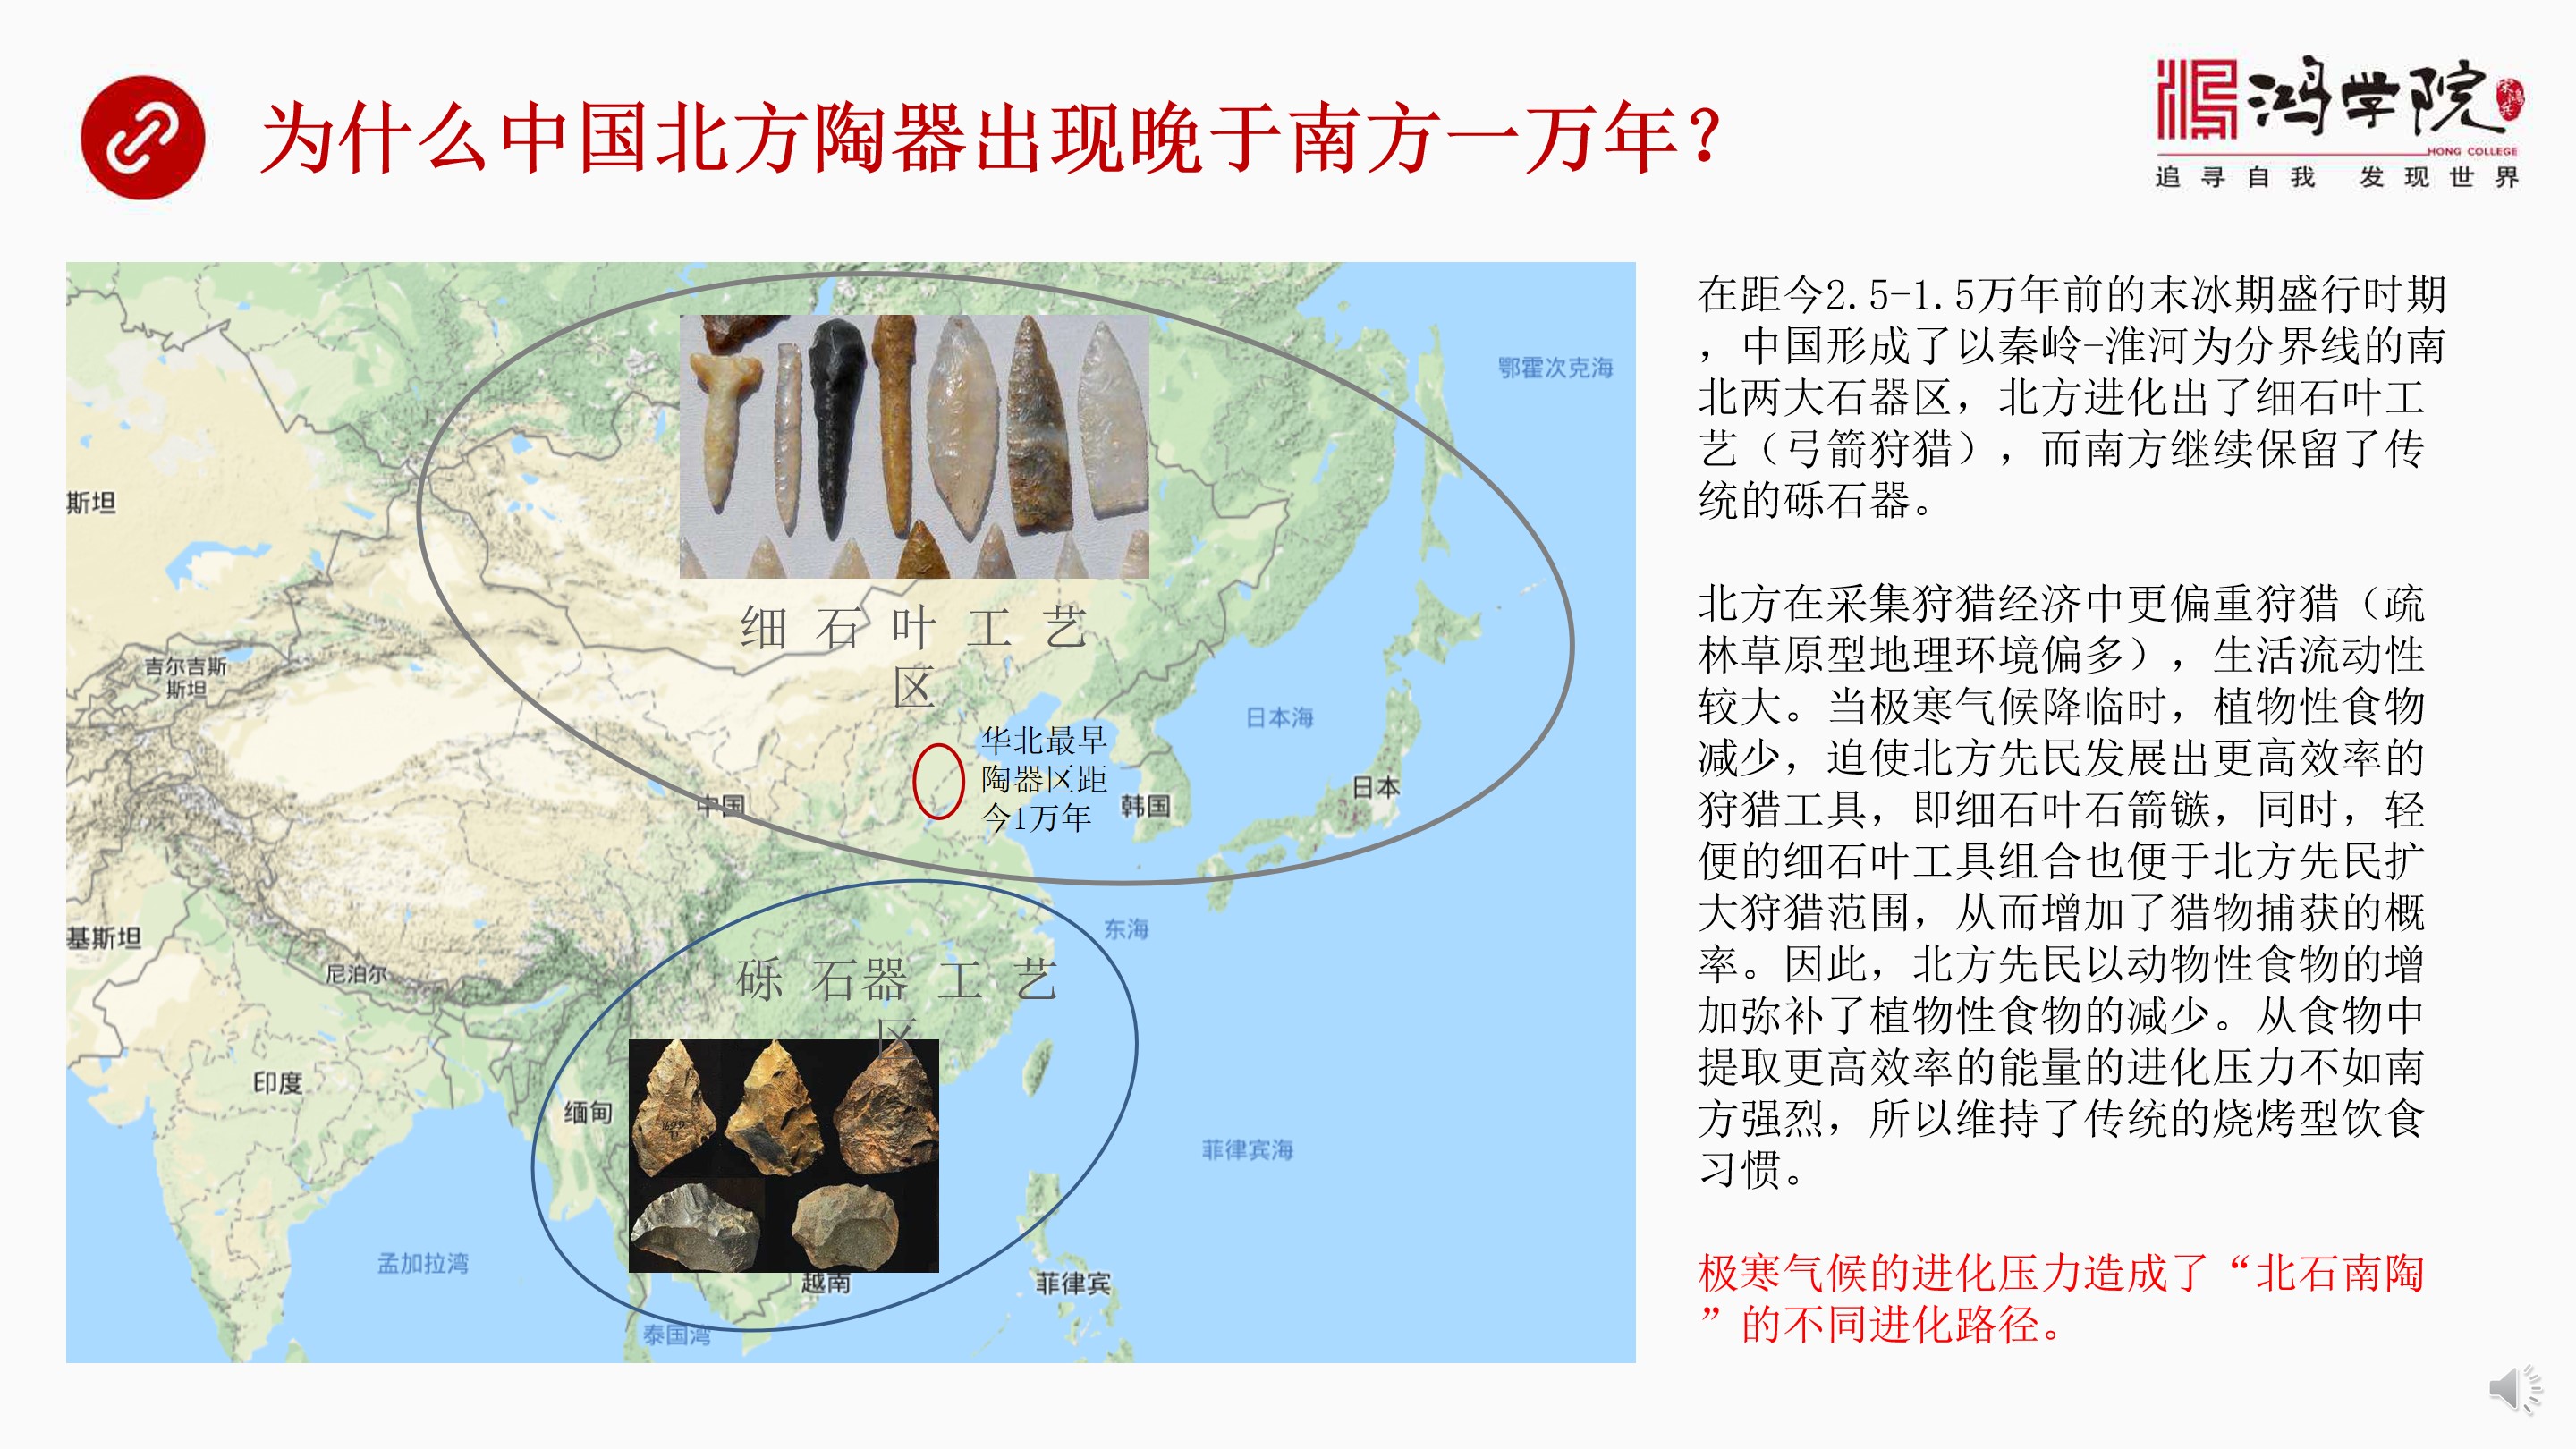 为什么中国北方陶器出现晚于南方一万年？
鸿学院
HONG COLLEGE
追寻自我 发现世界
在距今2.5-1.5万年前的末冰期盛行时期
，中国形成了以秦岭-淮河为分界线的南
北两大石器区，北方进化出了细石叶工
艺（弓箭狩猎），而南方继续保留了传
统的砾石器。
北方在采集狩猎经济中更偏重狩猎（疏
林草原型地理环境偏多），生活流动性
较大。当极寒气候降临时，植物性食物
减少，迫使北方先民发展出更高效率的
狩猎工具，即细石叶石箭镞，同时，轻
便的细石叶工具组合也便于北方先民扩
大狩猎范围，从而增加了猎物捕获的概
率。因此，北方先民以动物性食物的增
加弥补了植物性食物的减少。从食物中
提取更高效率的能量的进化压力不如南
方强烈，所以维持了传统的烧烤型饮食
习惯。
极寒气候的进化压力造成了“北石南陶
”的不同进化路径。
鄂霍次克海
斯坦
细石叶工艺
区
吉尔吉斯
斯坦
日本海
华北最早
陶器区距
今1万年
中国
韩国
日本
基斯坦
东海
尼泊尔
砾石器工艺
区
印度
缅甸
菲律宾海
孟加拉湾
越南
菲律宾
泰国湾